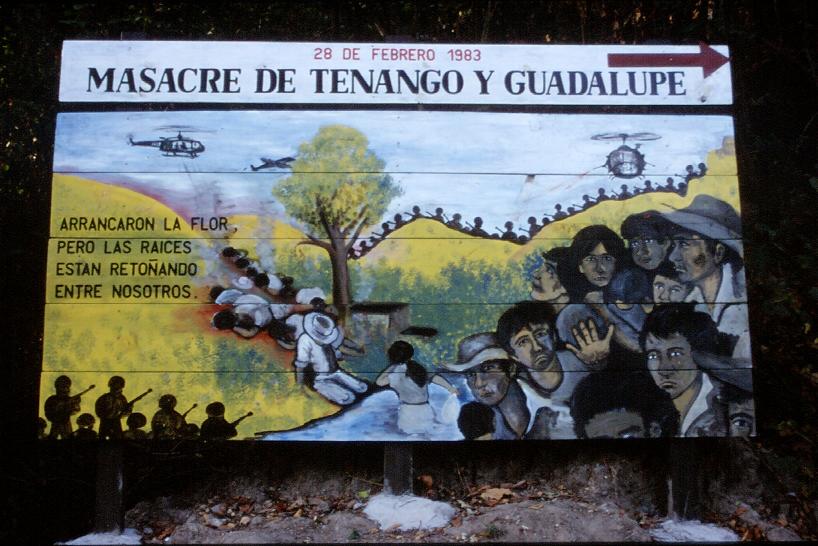 28 DE FEBRERO 1983
MASACRE DE TENANGO Y GUADALUPE
ARRANCARON LA FLOR,
PERO LAS RAICES
ESTAN RETOÑANDO
ENTRE NOSOTROS.